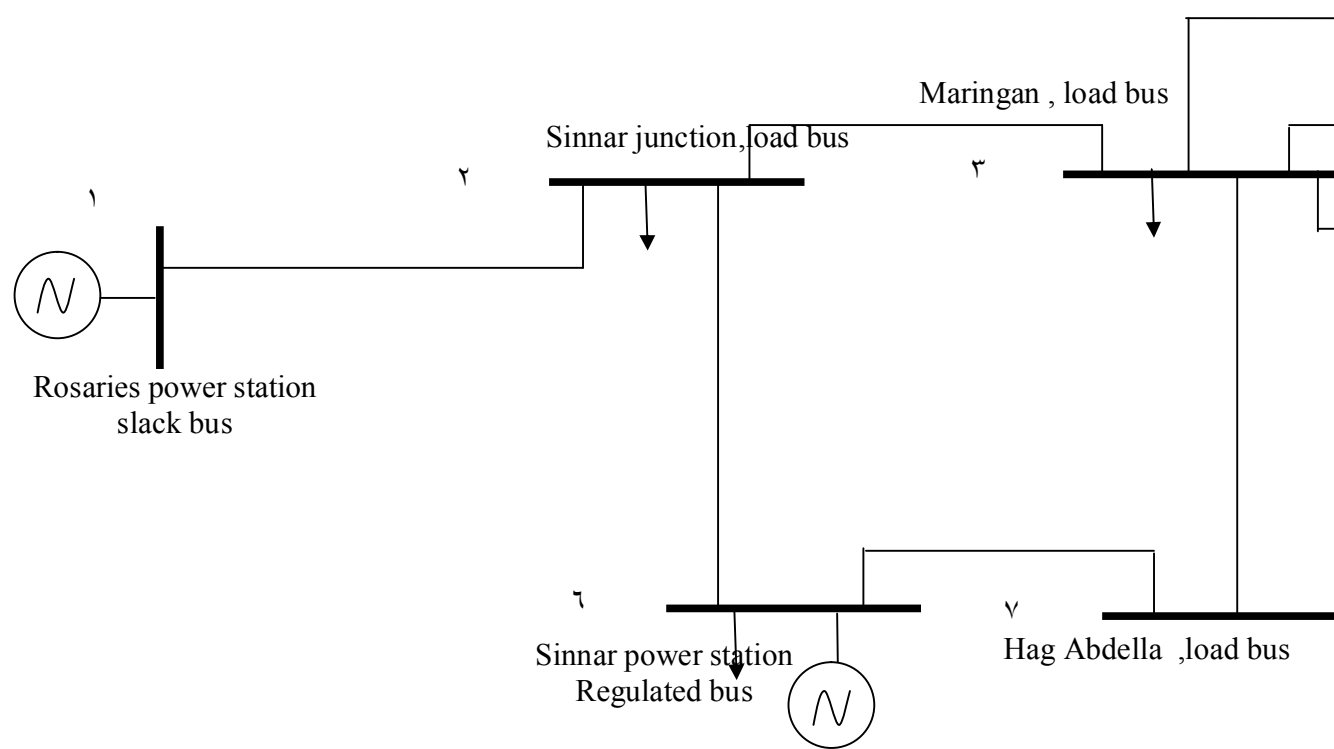 Maringan , load bus
Sinnar junction,load bus
٢
٣
١
Rosaries power station
slack bus
٦
٧
Sinnar power station
Regulated bus
Hag Abdella ,load bus